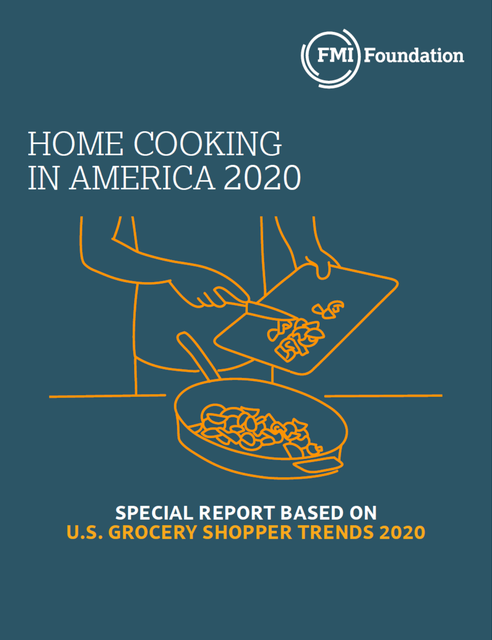 FMI Foundation
HOME COOKING
IN AMERICA 2020
SPECIAL REPORT BASED ON
U.S. GROCERY SHOPPER TRENDS 2020